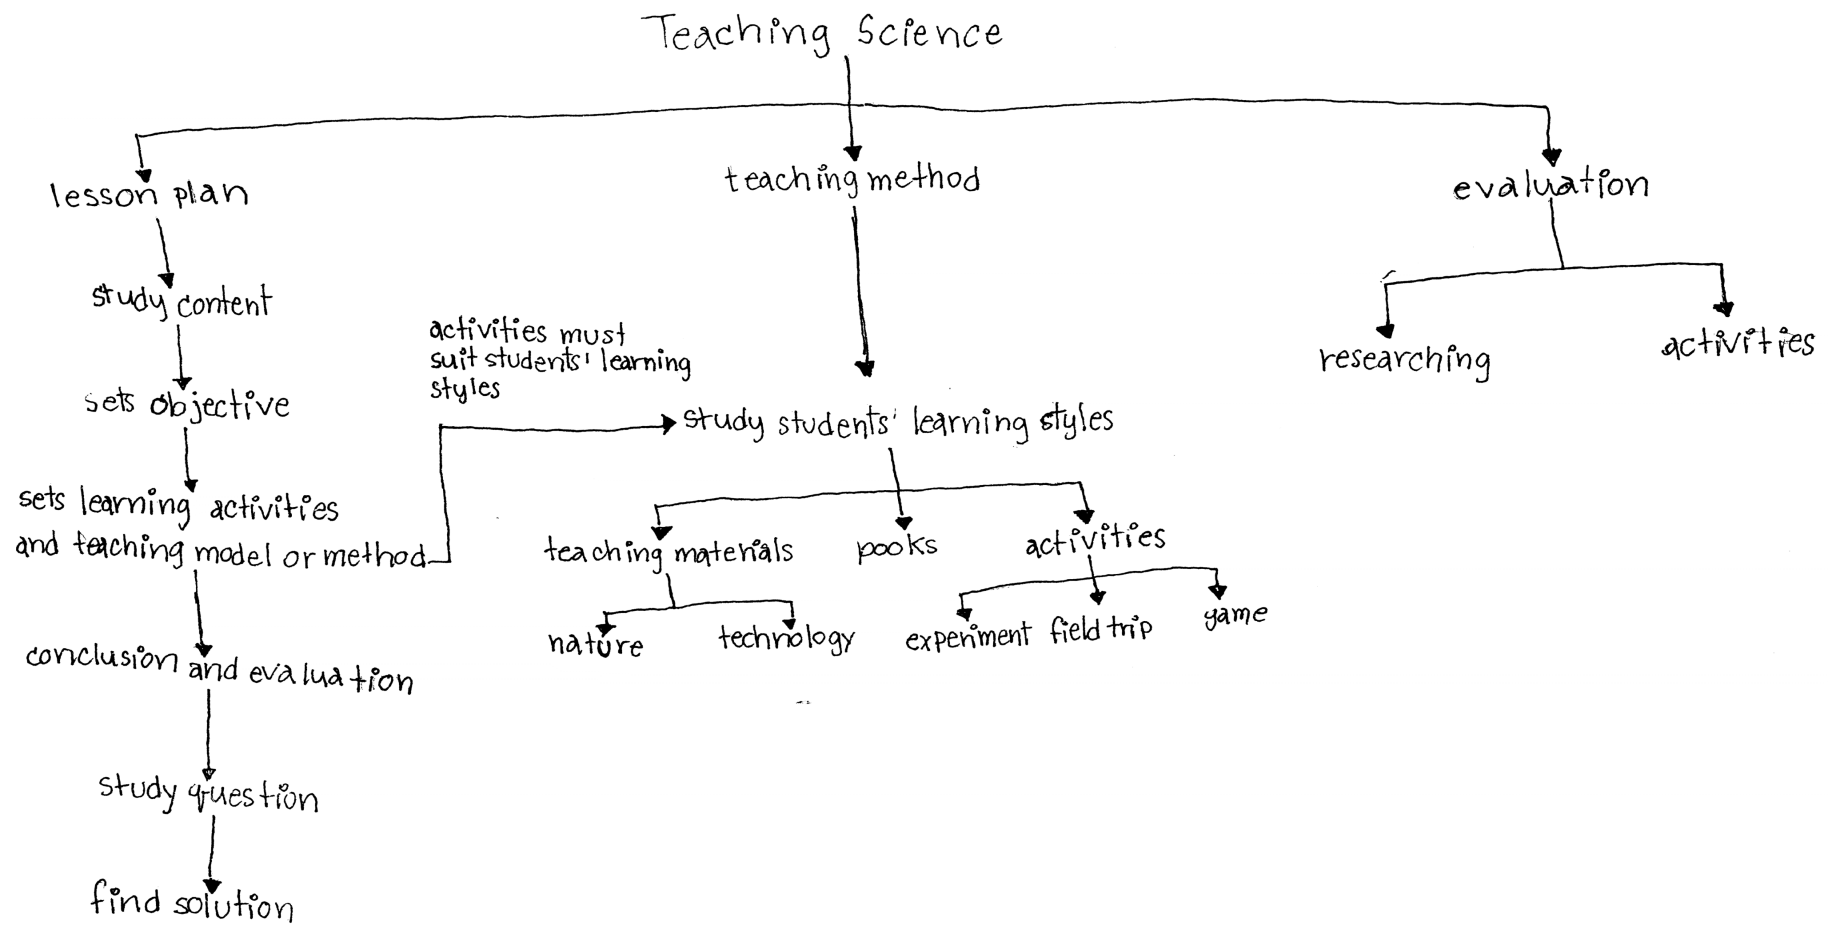 Teaching Science
lesson plan
teaching method
evaluation
study content
sets objective
sets learning activities
and teaching model or method
conclusion and evaluation
study question
find solution
activities must
suit students' learning
styles
study students' learning styles
teaching materials
pooks
activities
nature
technology
experiment
field trip
game
researching
activities